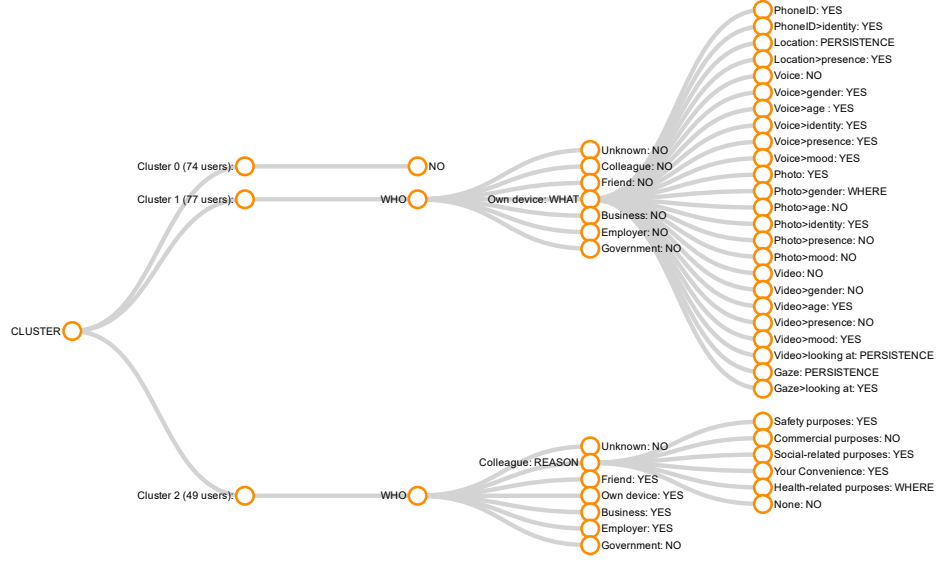 PhoneID: YES
PhoneID>identity: YES
Location: PERSISTENCE
Location>presence: YES
Voice: NO
Voice>gender: YES
Voice>age : YES
Voice>identity: YES
Voice>presence: YES
Voice>mood: YES
Photo: YES
Photo>gender: WHERE
Photo>age: NO
Photo>identity: YES
Photo>presence: NO
Photo>mood: NO
Video: NO
Video>gender: NO
Video>age: YES
Video>presence: NO
Video>mood: YES
Video>looking at: PERSISTENCE
Gaze: PERSISTENCE
Gaze>looking at: YES
Unknown: NO
Colleague: NO
Friend: NO
Own device: WHAT
Business: NO
Employer: NO
Government: NO
Cluster 0 (74 users):
NO
Cluster 1 (77 users):
WHO
CLUSTER
Cluster 2 (49 users):
WHO
Unknown: NO
Colleague: REASON
Friend: YES
Own device: YES
Business: YES
Employer: YES
Government: NO
Safety purposes: YES
Commercial purposes: NO
Social-related purposes: YES
Your Convenience: YES
Health-related purposes: WHERE
None: NO